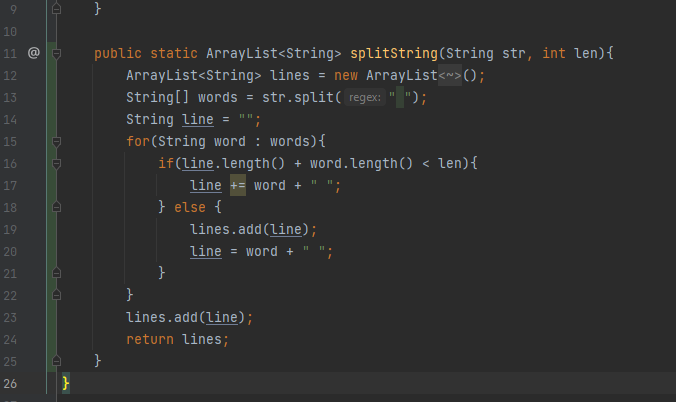 9 }
10
11 @ public static ArrayList<String> splitString(String str, int len){
12 ArrayList<String> lines = new ArrayList<~>();
13 String[] words = str.split( regex: " ");
14 String line = "";
15 for(String word : words){
16 if(line.length() + word.length() < len){
17 line += word + " ";
18 } else {
19 lines.add(line);
20 line = word + " ";
21 }
22 }
23 lines.add(line);
24 return lines;
25 }
26 }